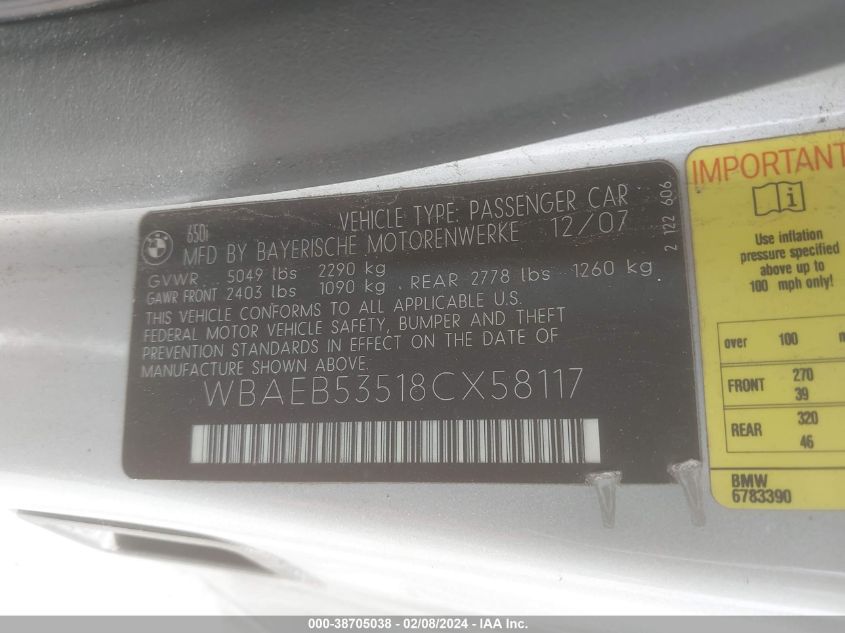 BMW
650i
VEHICLE TYPE: PASSENGER CAR
MFD BY BAYERISCHE MOTORENWERKE 12/07
GVWR 5049 lbs 2290 kg
GAWR FRONT 2403 lbs 1090 kg , REAR 2778 lbs 1260 kg
THIS VEHICLE CONFORMS TO ALL APPLICABLE U.S.
FEDERAL MOTOR VEHICLE SAFETY, BUMPER AND THEFT
PREVENTION STANDARDS IN EFFECT ON THE DATE OF
MANUFACTURE SHOWN ABOVE.
WBAEB53518CX58117
2 122 606
IMPORTANT
i
Use inflation
pressure specified
above up to
100 mph only!
over 100 m
FRONT 270
39
REAR 320
46
BMW
6783390
000-38705038 - 02/08/2024 - IAA Inc.